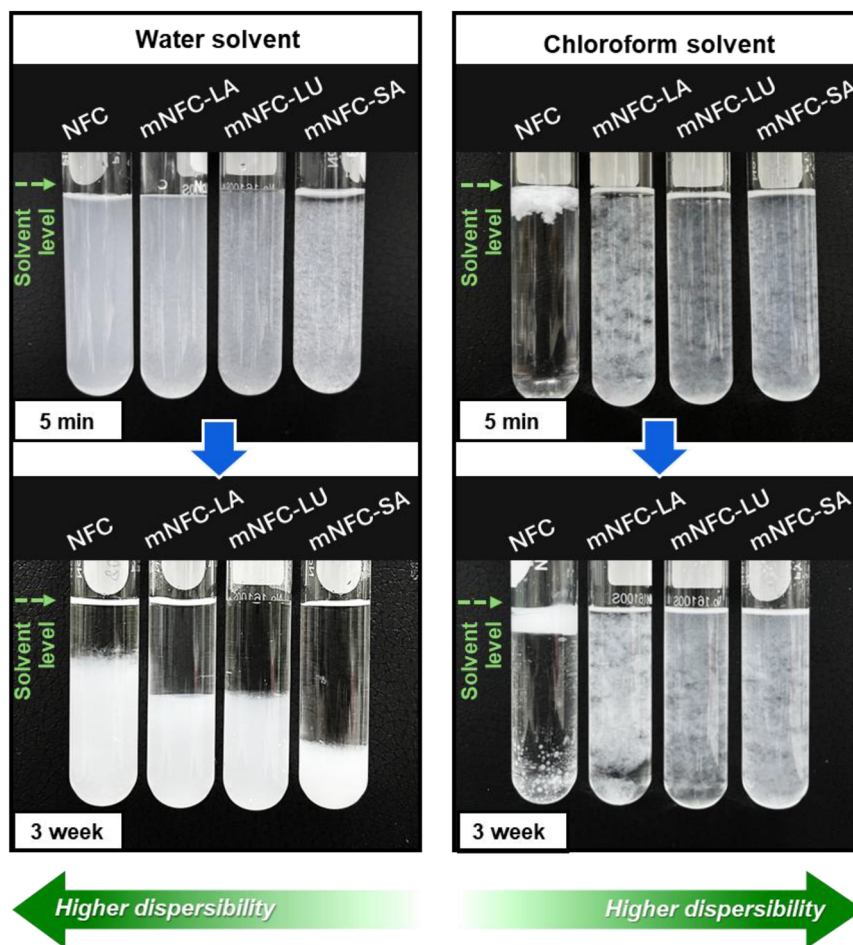 Water solvent
NFC mNFC-LA mNFC-LU mNFC-SA
Solvent
level
5 min
NFC mNFC-LA mNFC-LU mNFC-SA
Solvent
level
3 week
Higher dispersibility
Chloroform solvent
NFC mNFC-LA mNFC-LU mNFC-SA
Solvent
level
5 min
NFC mNFC-LA mNFC-LU mNFC-SA
Solvent
level
3 week
Higher dispersibility